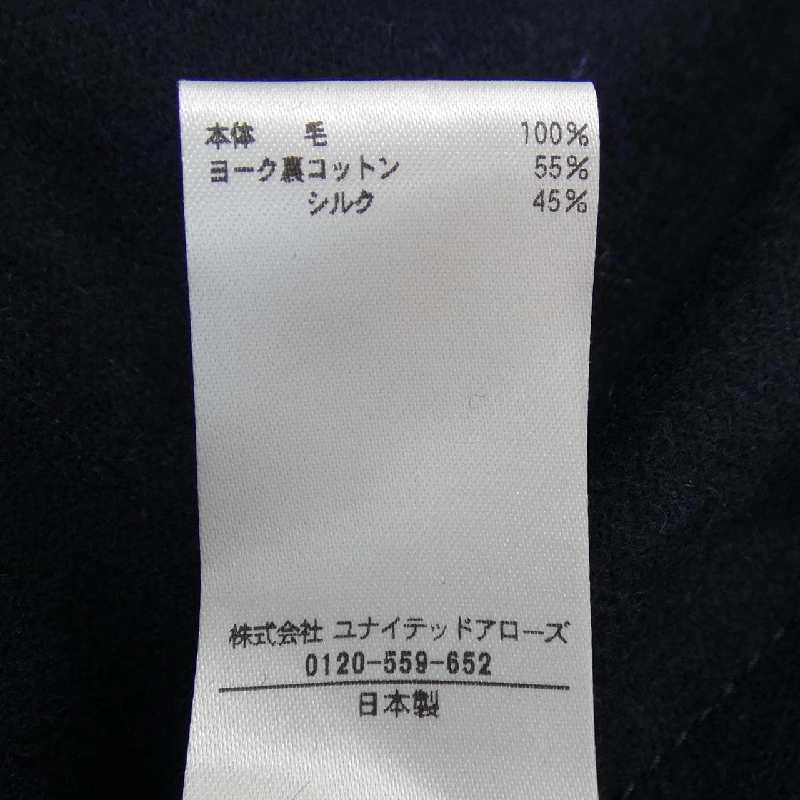 本体 毛 100%
ヨーク裏コットン 55%
シルク 45%
株式会社 ユナイテッドアローズ
0120-559-652
日本製